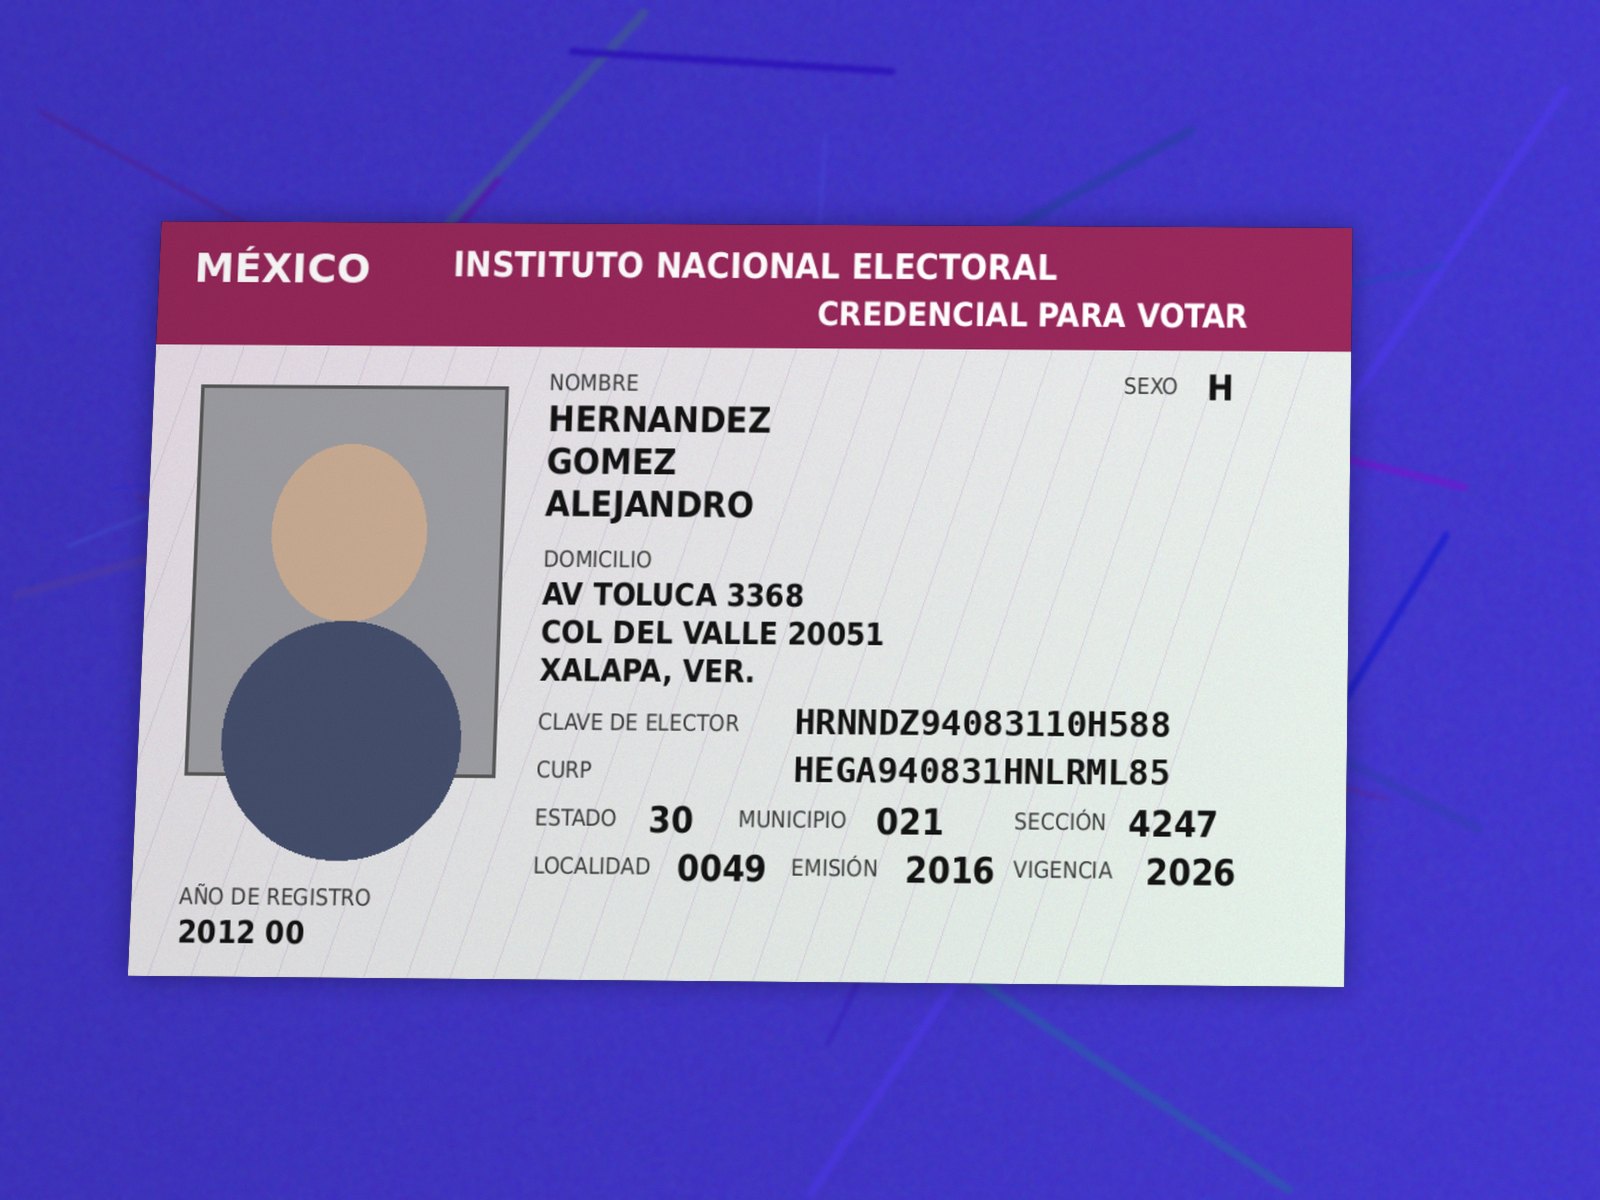 MÉXICO INSTITUTO NACIONAL ELECTORAL
CREDENCIAL PARA VOTAR
NOMBRE SEXO H
HERNANDEZ
GOMEZ
ALEJANDRO
DOMICILIO
AV TOLUCA 3368
COL DEL VALLE 20051
XALAPA, VER.
CLAVE DE ELECTOR HRNNDZ94083110H588
CURP HEGA940831HNLRML85
ESTADO 30 MUNICIPIO 021 SECCIÓN 4247
LOCALIDAD 0049 EMISIÓN 2016 VIGENCIA 2026
AÑO DE REGISTRO
2012 00